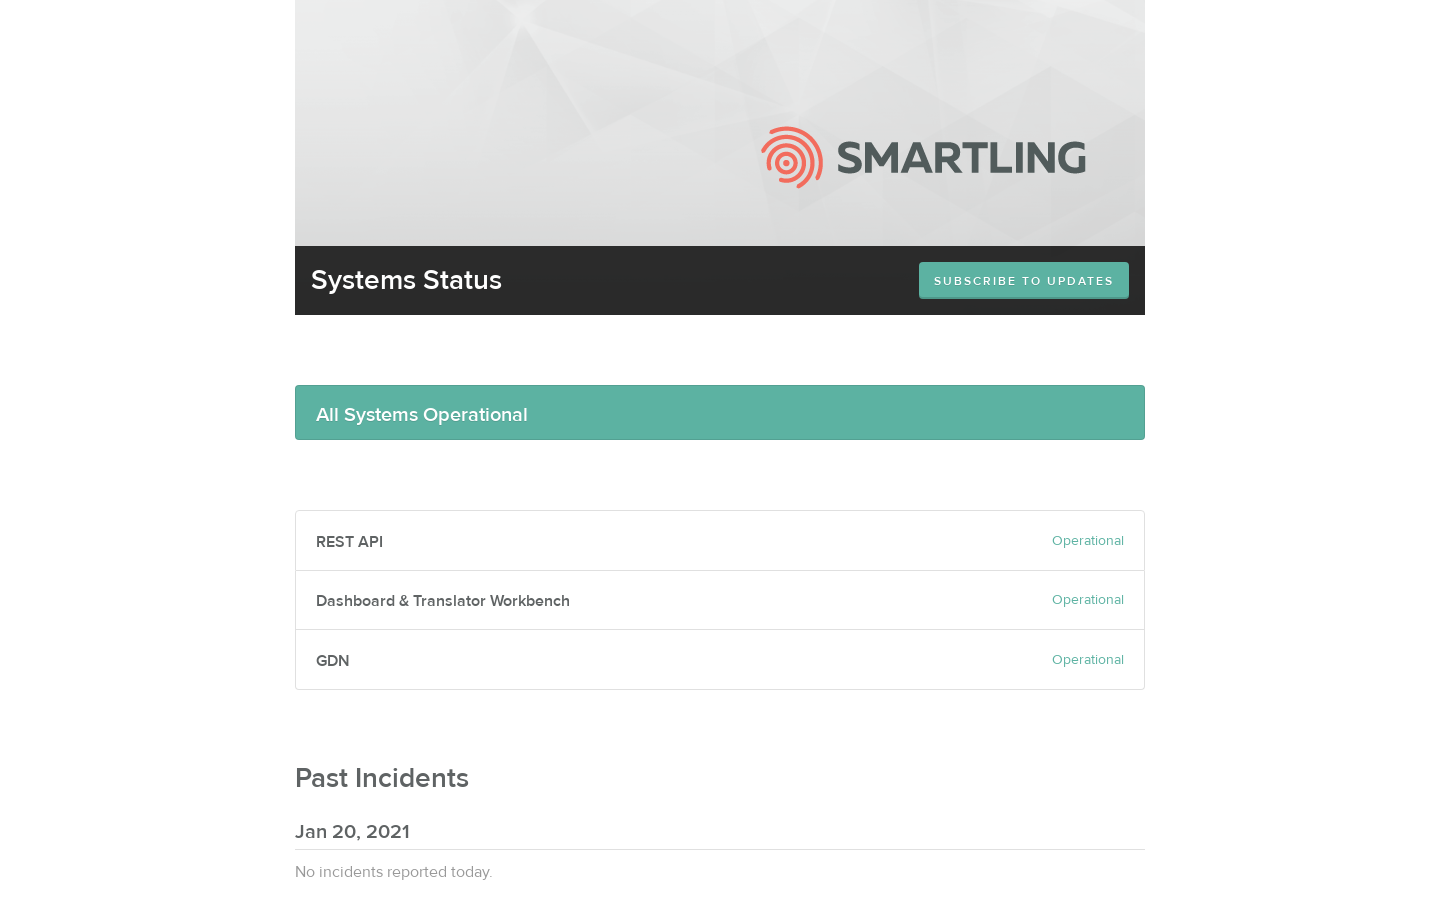 SMARTLING
Systems Status
SUBSCRIBE TO UPDATES
All Systems Operational
REST API
Operational
Dashboard & Translator Workbench
Operational
GDN
Operational
Past Incidents
Jan 20, 2021
No incidents reported today.